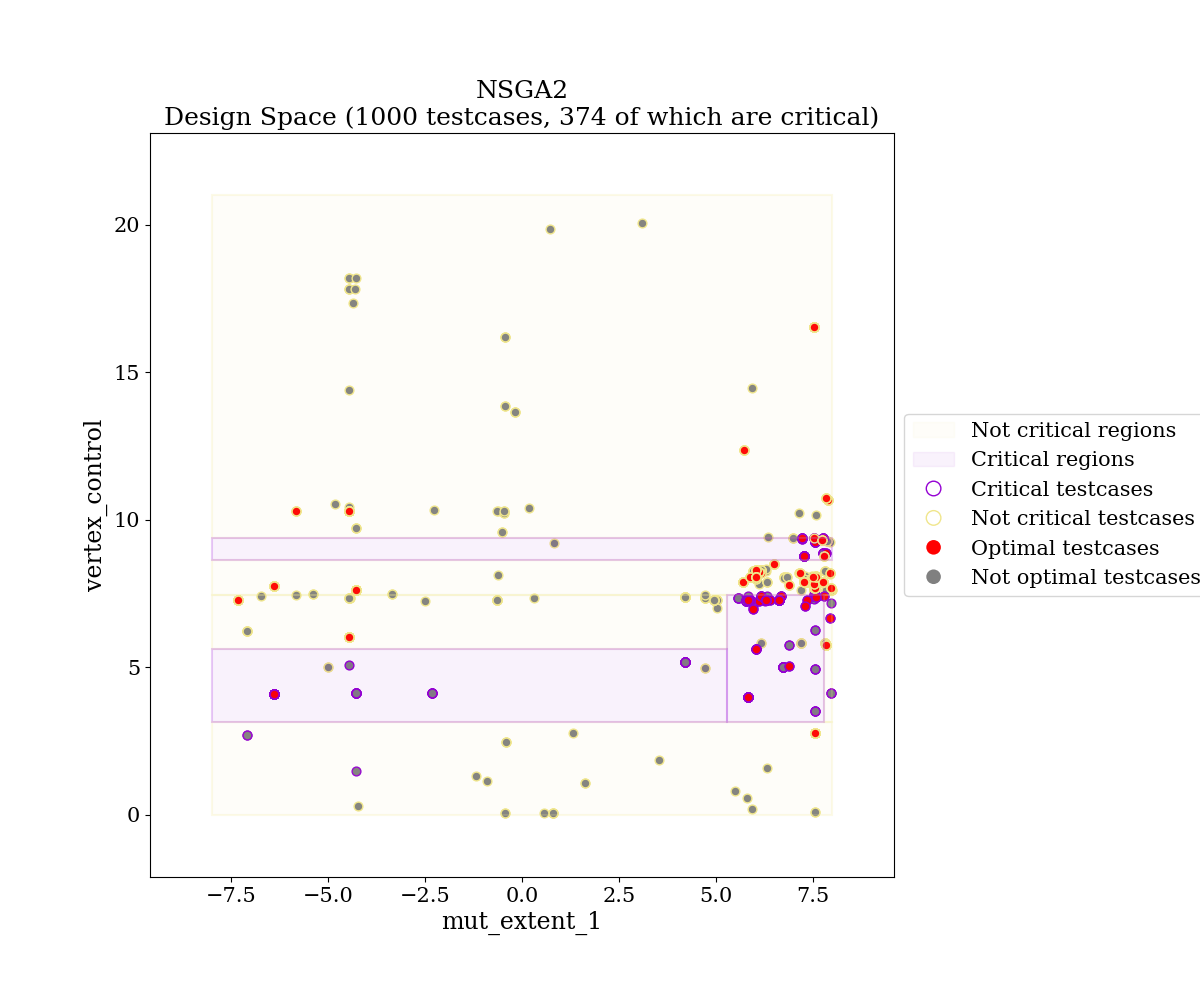 NSGA2
Design Space (1000 testcases, 374 of which are critical)
vertex_control
20
15
10
5
0
−7.5
−5.0
−2.5
0.0
2.5
5.0
7.5
mut_extent_1
Not critical regions
Critical regions
Critical testcases
Not critical testcases
Optimal testcases
Not optimal testcases